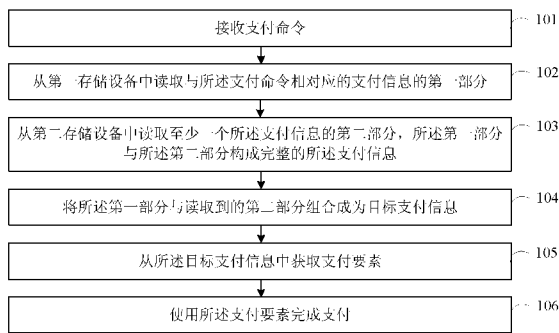 接收支付命令
101
从第一存储设备中读取与所述支付命令相对应的支付信息的第一部分
102
从第二存储设备中读取至少一个所述支付信息的第二部分，所述第一部分
与所述第二部分构成完整的所述支付信息
103
将所述第一部分与读取到的第二部分组合成为目标支付信息
104
从所述目标支付信息中获取支付要素
105
使用所述支付要素完成支付
106